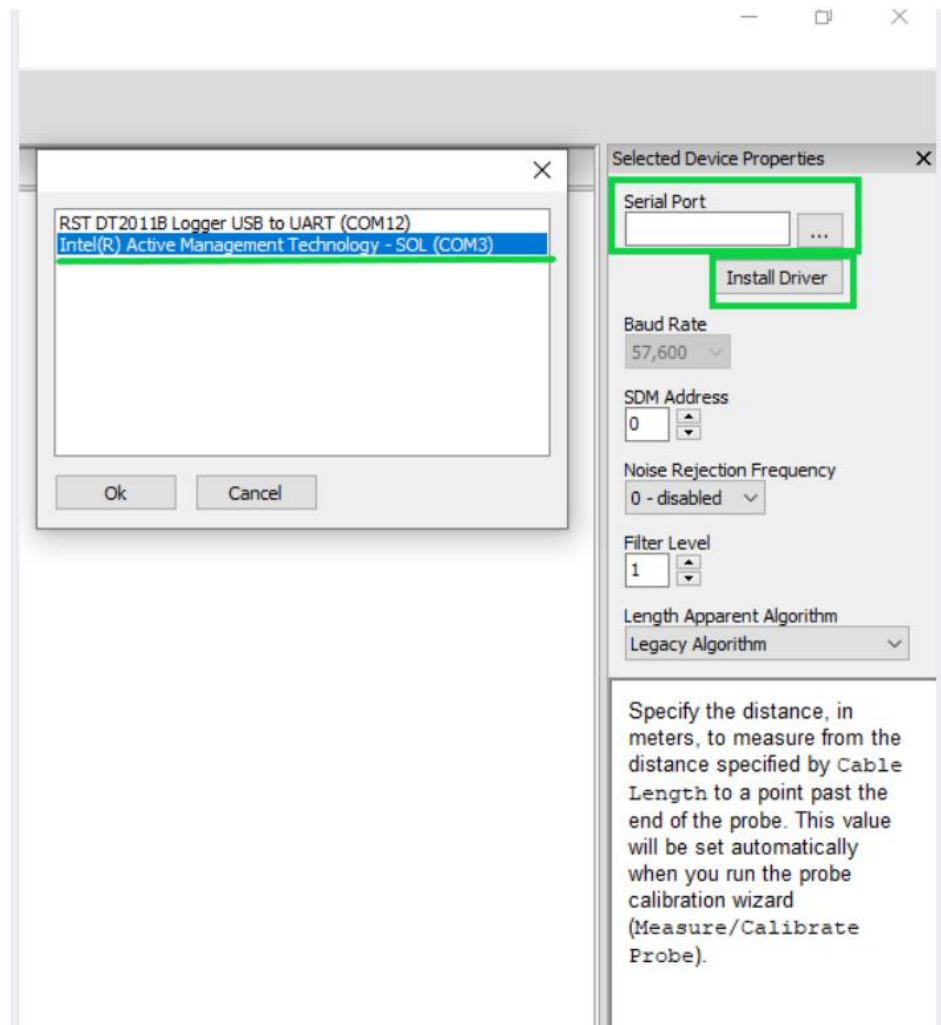 RST DT2011B Logger USB to UART (COM12)
Intel(R) Active Management Technology - SOL (COM3)
Ok
Cancel
Selected Device Properties
Serial Port
...
Install Driver
Baud Rate
57,600
SDM Address
0
Noise Rejection Frequency
0 - disabled
Filter Level
1
Length Apparent Algorithm
Legacy Algorithm
Specify the distance, in
meters, to measure from the
distance specified by Cable
Length to a point past the
end of the probe. This value
will be set automatically
when you run the probe
calibration wizard
(Measure/Calibrate
Probe).